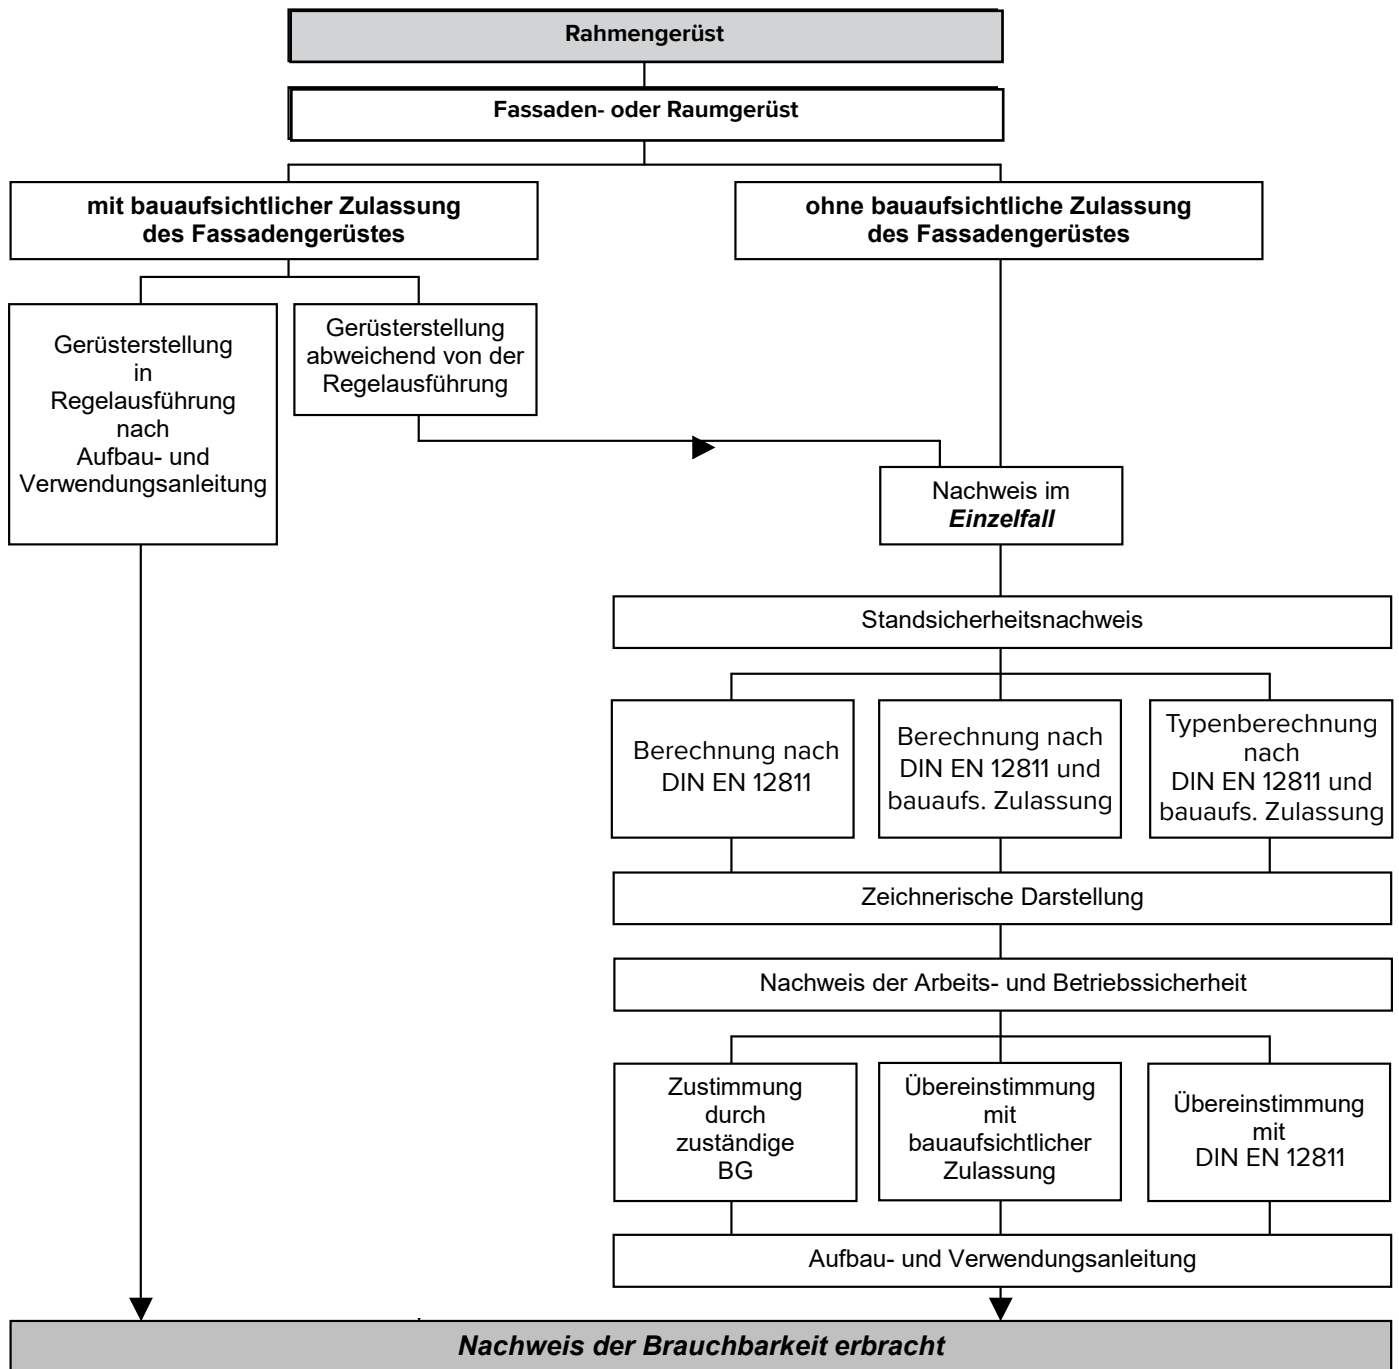 Rahmengerüst
Fassaden- oder Raumgerüst
mit bauaufsichtlicher Zulassung
des Fassadengerüstes
ohne bauaufsichtliche Zulassung
des Fassadengerüstes
Gerüsterstellung
in
Regelausführung
nach
Aufbau- und
Verwendungsanleitung
Gerüsterstellung
abweichend von der
Regelausführung
Nachweis im
Einzelfall
Standsicherheitsnachweis
Berechnung nach
DIN EN 12811
Berechnung nach
DIN EN 12811 und
bauaufs. Zulassung
Typenberechnung
nach
DIN EN 12811 und
bauaufs. Zulassung
Zeichnerische Darstellung
Nachweis der Arbeits- und Betriebssicherheit
Zustimmung
durch
zuständige
BG
Übereinstimmung
mit
bauaufsichtlicher
Zulassung
Übereinstimmung
mit
DIN EN 12811
Aufbau- und Verwendungsanleitung
Nachweis der Brauchbarkeit erbracht